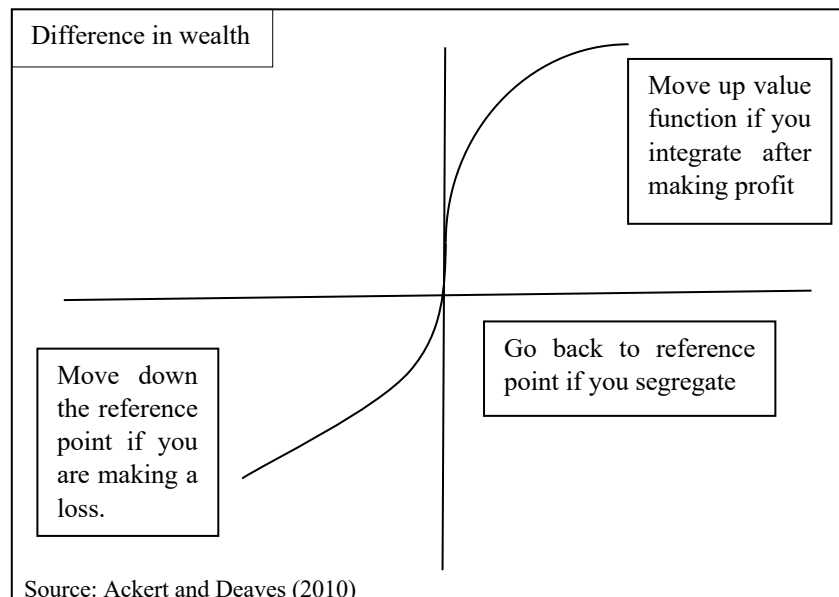 Difference in wealth
Move up value
function if you
integrate after
making profit
Go back to reference
point if you segregate
Move down
the reference
point if you
are making a
loss.
Source: Ackert and Deaves (2010)